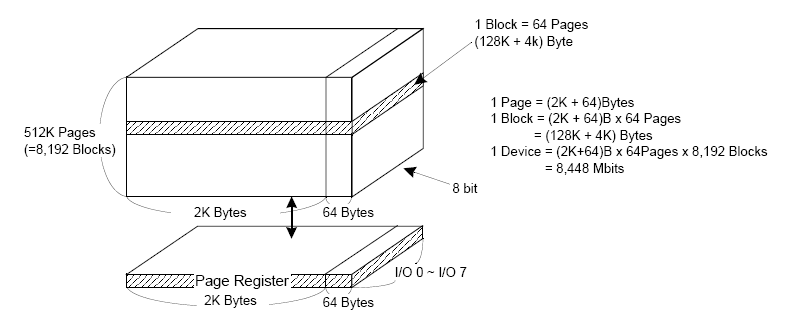 1 Block = 64 Pages
(128K + 4k) Byte
1 Page = (2K + 64)Bytes
1 Block = (2K + 64)B x 64 Pages
= (128K + 4K) Bytes
1 Device = (2K+64)B x 64Pages x 8,192 Blocks
= 8,448 Mbits
512K Pages
(=8,192 Blocks)
8 bit
2K Bytes
64 Bytes
Page Register
I/O 0 ~ I/O 7
2K Bytes
64 Bytes